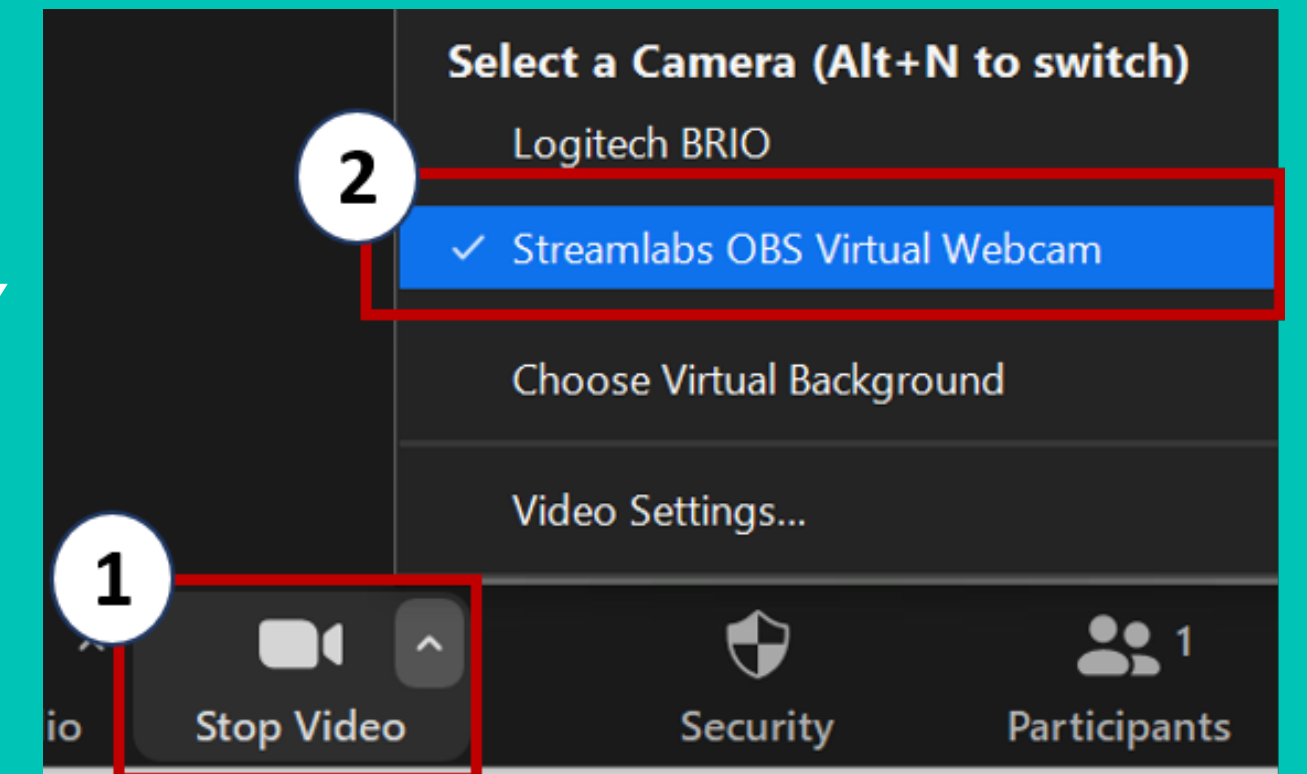 Select a Camera (Alt+N to switch)
Logitech BRIO
2
Streamlabs OBS Virtual Webcam
Choose Virtual Background
Video Settings...
1
io
Stop Video
Security
Participants
1